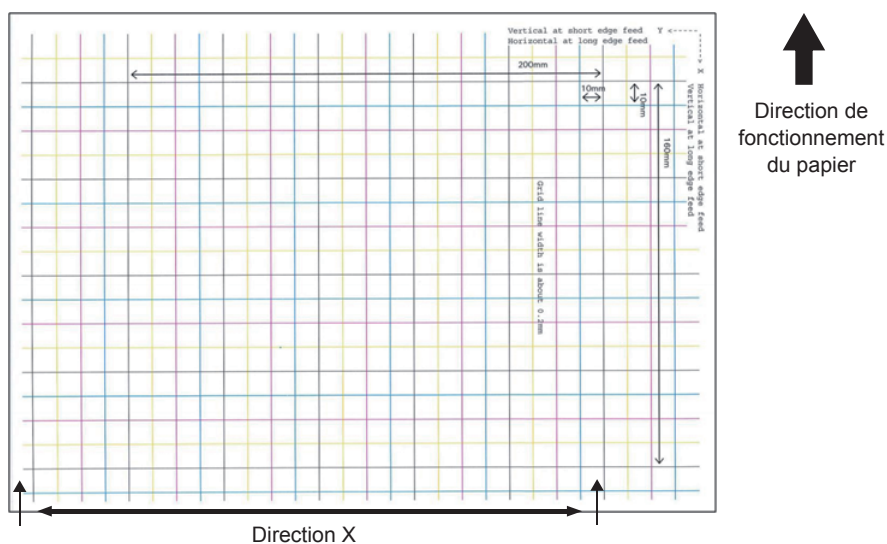 Vertical at short edge feed Y
Horizontal at long edge feed
X
Horizontal at short edge feed
Vertical at long edge feed
200mm
10mm
10mm
160mm
Grid line width is about 0.2mm
Direction de
fonctionnement
du papier
Direction X